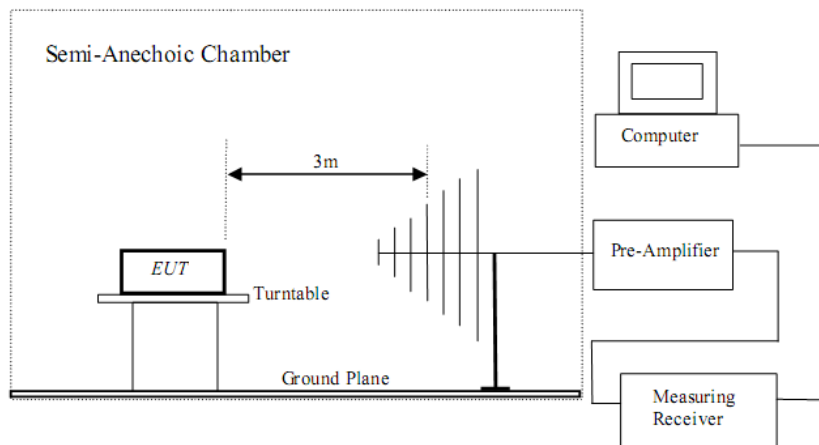 Semi-Anechoic Chamber
3m
EUT
Turntable
Ground Plane
Computer
Pre-Amplifier
Measuring
Receiver